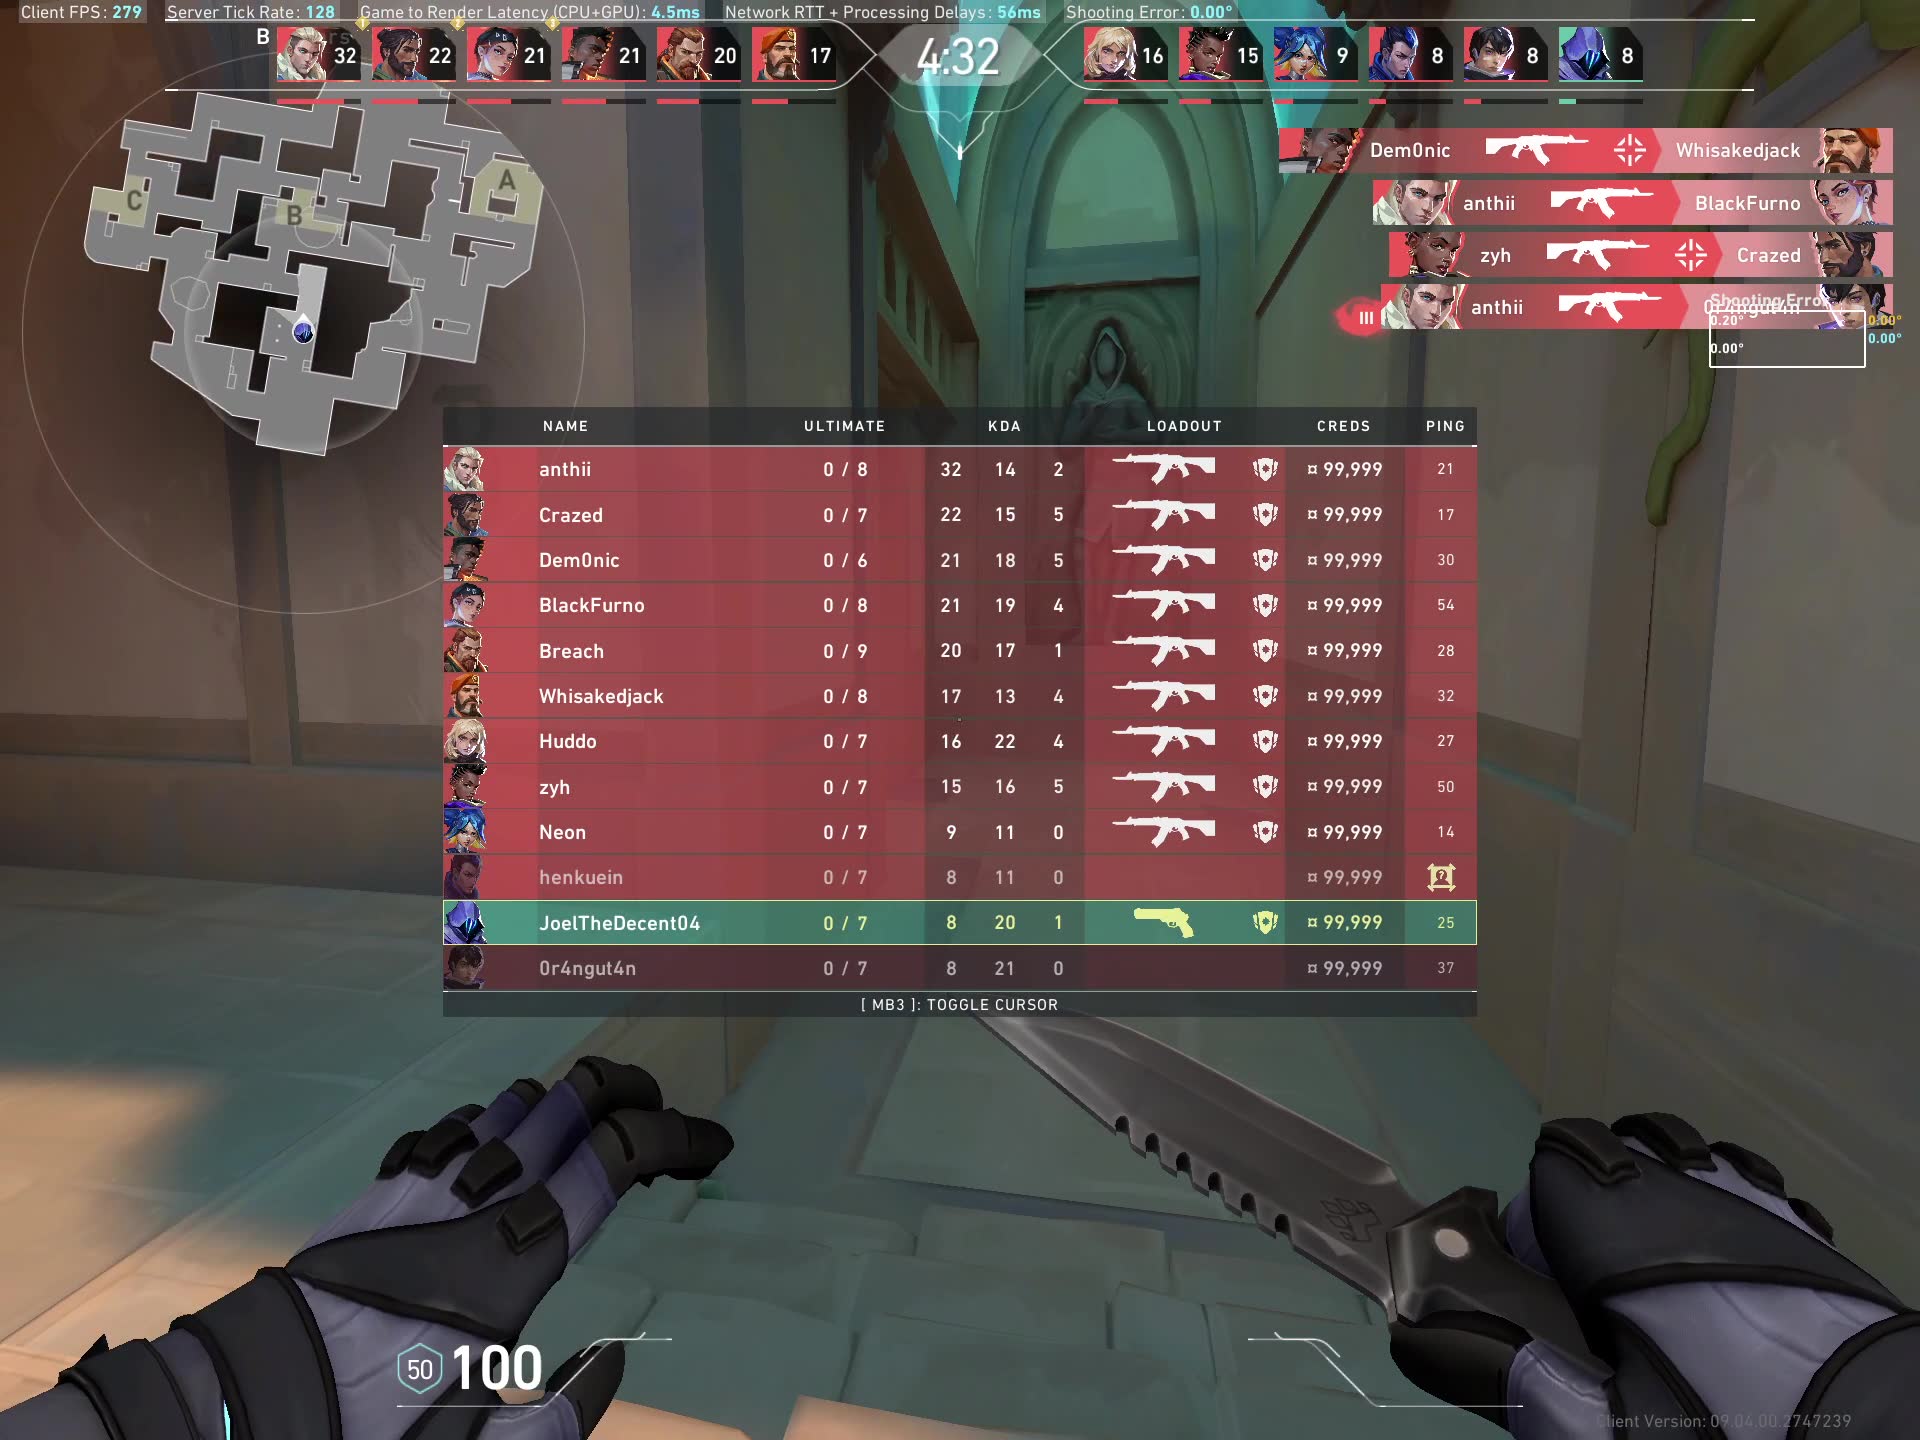 Client FPS: 279 Server Tick Rate: 128 Game to Render Latency (CPU+GPU): 4.5ms Network RTT + Processing Delays: 56ms Shooting Error: 0.00°
B 32 22 21 21 20 17 4:32 16 15 9 8 8 8
A
C
B
Dem0nic Whisakedjack
anthii BlackFurno
zyh Crazed
III anthii 0r4ngut4n
Shooting Error
0.20° 0.00°
0.00° 0.00°
NAME ULTIMATE KDA LOADOUT CREDS PING
anthii 0 / 8 32 14 2 ¤ 99,999 21
Crazed 0 / 7 22 15 5 ¤ 99,999 17
Dem0nic 0 / 6 21 18 5 ¤ 99,999 30
BlackFurno 0 / 8 21 19 4 ¤ 99,999 54
Breach 0 / 9 20 17 1 ¤ 99,999 28
Whisakedjack 0 / 8 17 13 4 ¤ 99,999 32
Huddo 0 / 7 16 22 4 ¤ 99,999 27
zyh 0 / 7 15 16 5 ¤ 99,999 50
Neon 0 / 7 9 11 0 ¤ 99,999 14
henkuein 0 / 7 8 11 0 ¤ 99,999 ?
JoelTheDecent04 0 / 7 8 20 1 ¤ 99,999 25
0r4ngut4n 0 / 7 8 21 0 ¤ 99,999 37
[ MB3 ]: TOGGLE CURSOR
50 100
Client Version: 09.04.00.2747239